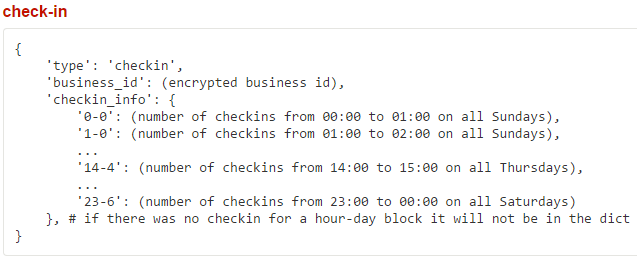 check-in
{
    'type': 'checkin',
    'business_id': (encrypted business id),
    'checkin_info': {
        '0-0': (number of checkins from 00:00 to 01:00 on all Sundays),
        '1-0': (number of checkins from 01:00 to 02:00 on all Sundays),
        ...
        '14-4': (number of checkins from 14:00 to 15:00 on all Thursdays),
        ...
        '23-6': (number of checkins from 23:00 to 00:00 on all Saturdays)
    }, # if there was no checkin for a hour-day block it will not be in the dict
}